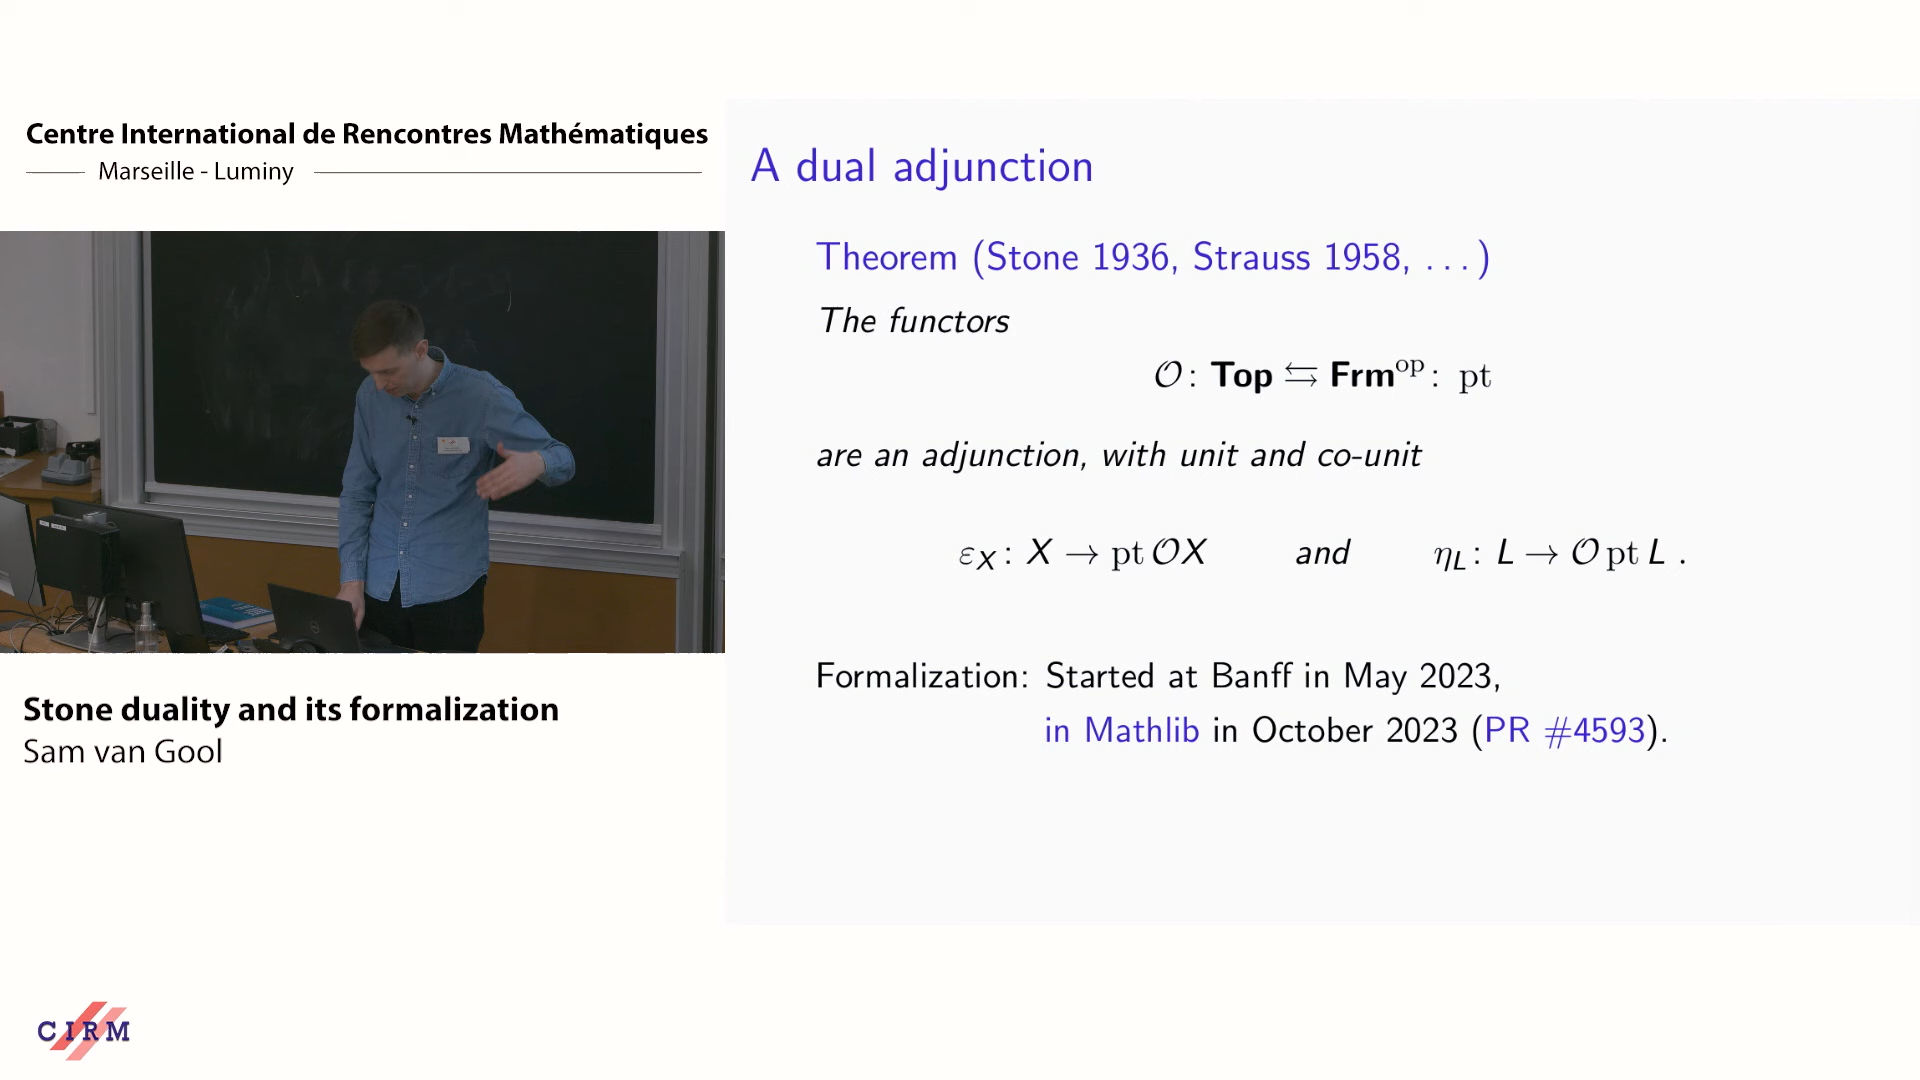 Centre International de Rencontres Mathématiques
Marseille - Luminy
A dual adjunction
Theorem (Stone 1936, Strauss 1958, . . . )
The functors
𝒪 : Top ⇆ Frm^op : pt
are an adjunction, with unit and co-unit
ε_X : X → pt 𝒪X and η_L : L → 𝒪 pt L .
Formalization: Started at Banff in May 2023,
in Mathlib in October 2023 (PR #4593).
Stone duality and its formalization
Sam van Gool
CIRM